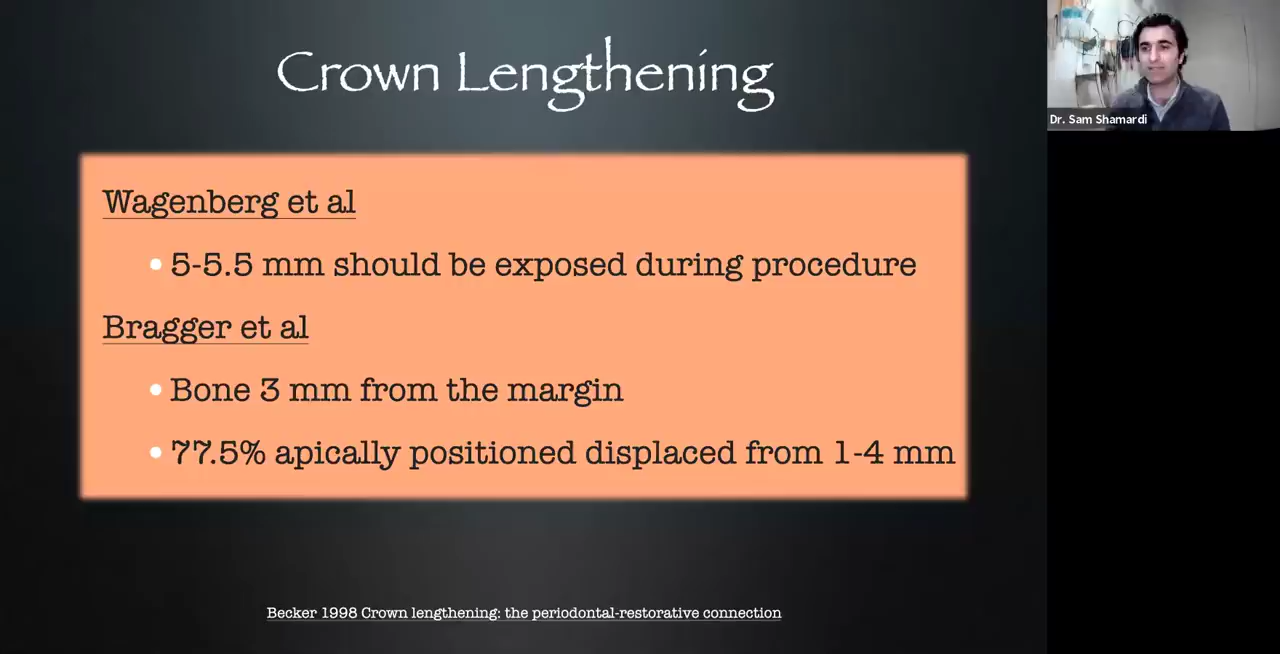 Crown Lengthening
Dr. Sam Shamardi
Wagenberg et al
• 5-5.5 mm should be exposed during procedure
Bragger et al
• Bone 3 mm from the margin
• 77.5% apically positioned displaced from 1-4 mm
Becker 1998 Crown lengthening: the periodontal-restorative connection